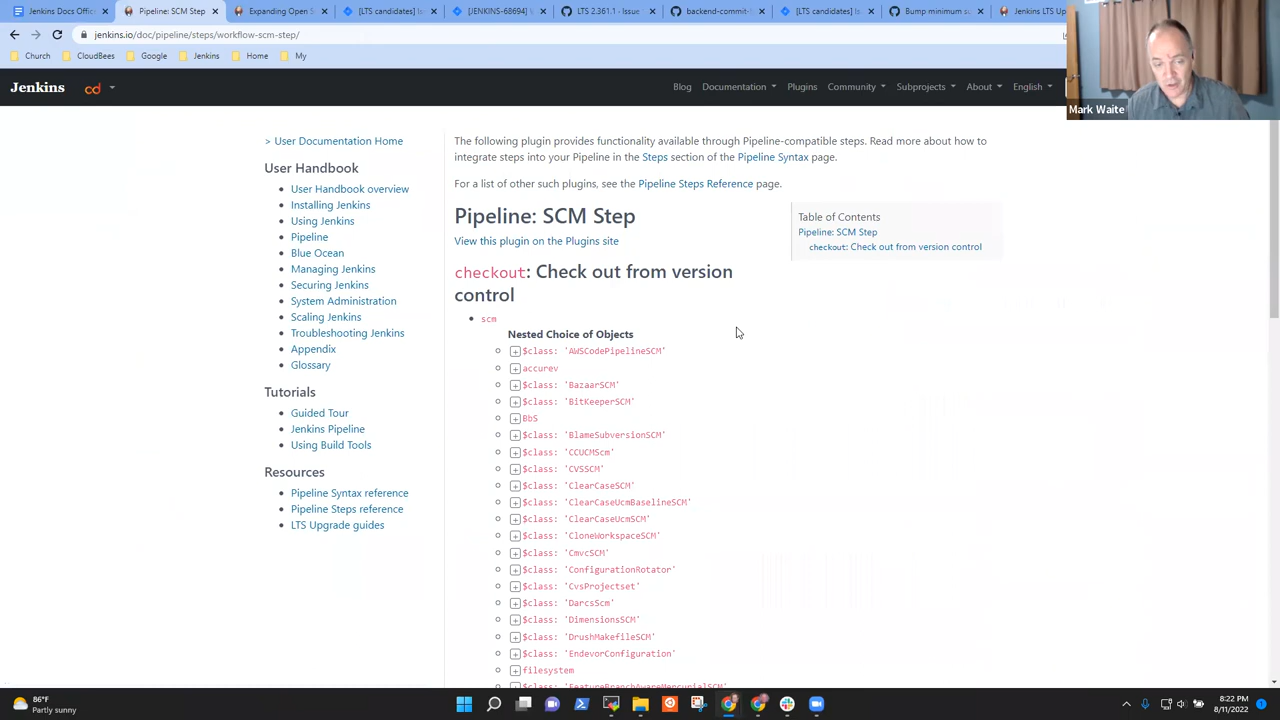 Jenkins Docs Offic
Pipeline: SCM Step
Expanding Open S
[LTS candidates] Is
[JENKINS-68694]
LTS 2.361.1 - Issue
backend-commit-t
[LTS candidates] Is
Bump minimum su
Jenkins LTS Up
jenkins.io/doc/pipeline/steps/workflow-scm-step/
Church
CloudBees
Google
Jenkins
Home
My
Jenkins
cd
Blog
Documentation
Plugins
Community
Subprojects
About
English
Mark Waite
> User Documentation Home
User Handbook
User Handbook overview
Installing Jenkins
Using Jenkins
Pipeline
Blue Ocean
Managing Jenkins
Securing Jenkins
System Administration
Scaling Jenkins
Troubleshooting Jenkins
Appendix
Glossary
Tutorials
Guided Tour
Jenkins Pipeline
Using Build Tools
Resources
Pipeline Syntax reference
Pipeline Steps reference
LTS Upgrade guides
The following plugin provides functionality available through Pipeline-compatible steps. Read more about how to
integrate steps into your Pipeline in the Steps section of the Pipeline Syntax page.
For a list of other such plugins, see the Pipeline Steps Reference page.
Pipeline: SCM Step
View this plugin on the Plugins site
checkout: Check out from version
control
scm
Nested Choice of Objects
$class: 'AWSCodePipelineSCM'
accurev
$class: 'BazaarSCM'
$class: 'BitKeeperSCM'
BbS
$class: 'BlameSubversionSCM'
$class: 'CCUCMScm'
$class: 'CVSSCM'
$class: 'ClearCaseSCM'
$class: 'ClearCaseUcmBaselineSCM'
$class: 'ClearCaseUcmSCM'
$class: 'CloneWorkspaceSCM'
$class: 'CmvcSCM'
$class: 'ConfigurationRotator'
$class: 'CvsProjectset'
$class: 'DarcsScm'
$class: 'DimensionsSCM'
$class: 'DrushMakefileSCM'
$class: 'EndevorConfiguration'
filesystem
$class: 'FeatureBranchAwareMercurialSCM'
Table of Contents
Pipeline: SCM Step
checkout: Check out from version control
86°F
Partly sunny
8:22 PM
8/11/2022